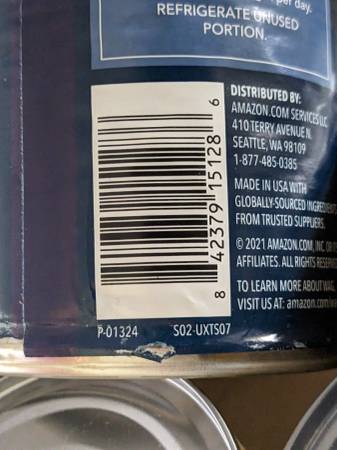 per day.
REFRIGERATE UNUSED
PORTION.
8 42379 15128 6
DISTRIBUTED BY:
AMAZON.COM SERVICES LLC
410 TERRY AVENUE N.
SEATTLE, WA 98109
1-877-485-0385
MADE IN USA WITH
GLOBALLY-SOURCED INGREDIENTS
FROM TRUSTED SUPPLIERS.
© 2021 AMAZON.COM, INC. OR
AFFILIATES. ALL RIGHTS RESERVED
TO LEARN MORE ABOUT WAG,
VISIT US AT: amazon.com/
P-01324 S02-UXTS07